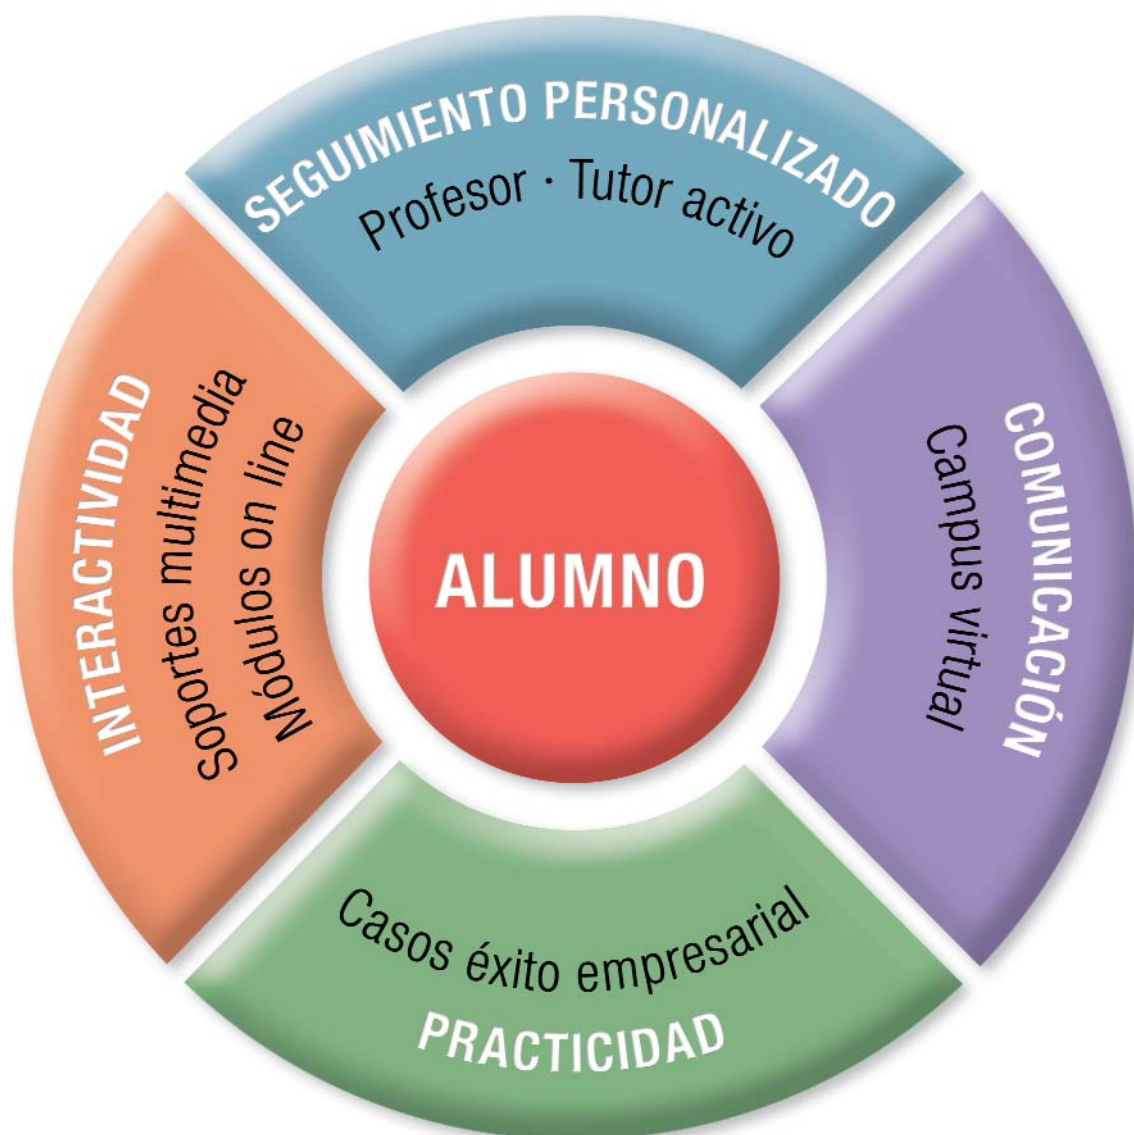 SEGUIMIENTO PERSONALIZADO
Profesor · Tutor activo
INTERACTIVIDAD
Soportes multimedia
Módulos on line
ALUMNO
COMUNICACIÓN
Campus virtual
Casos éxito empresarial
PRACTICIDAD